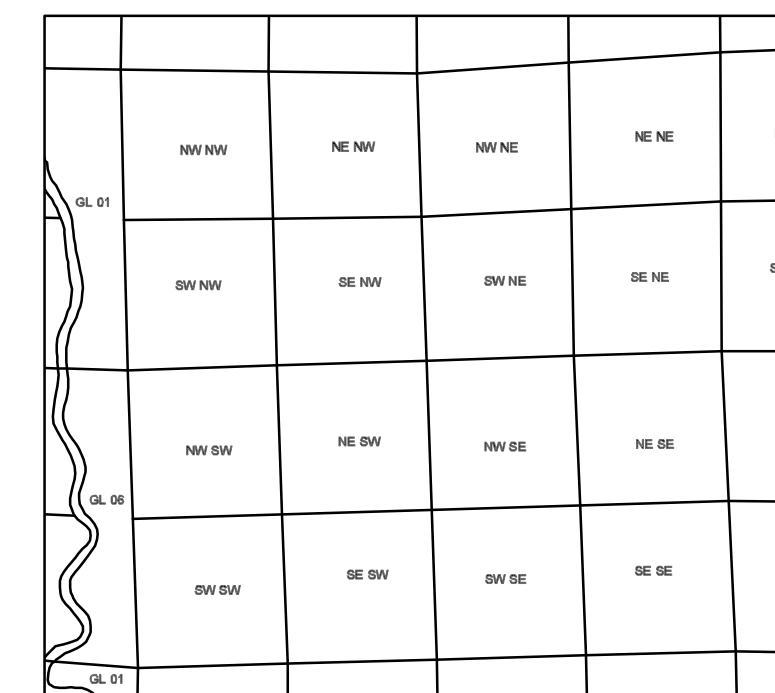 NW NW
NE NW
NW NE
NE NE
GL 01
SW NW
SE NW
SW NE
SE NE
S
NW SW
NE SW
NW SE
NE SE
GL 06
SW SW
SE SW
SW SE
SE SE
GL 01